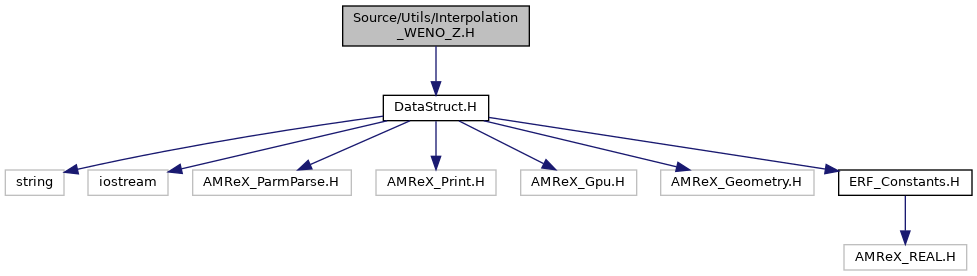 Source/Utils/Interpolation
_WENO_Z.H
DataStruct.H
string
iostream
AMReX_ParmParse.H
AMReX_Print.H
AMReX_Gpu.H
AMReX_Geometry.H
ERF_Constants.H
AMReX_REAL.H